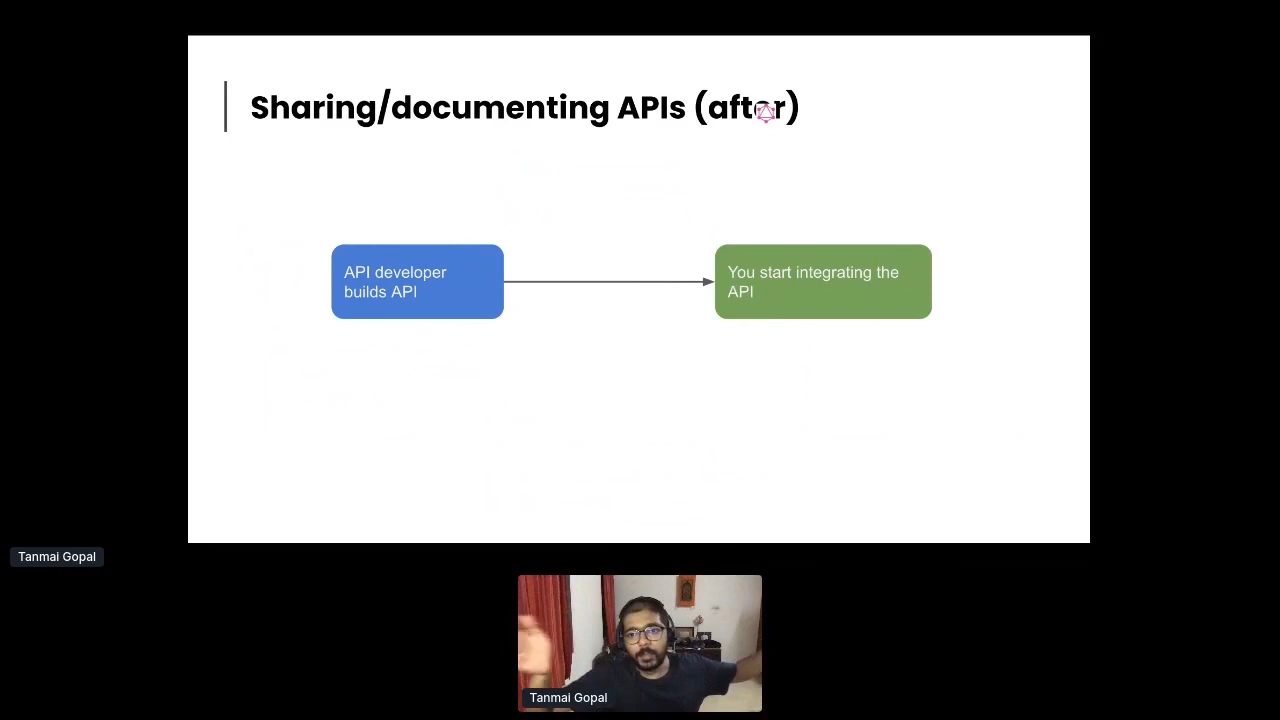 Sharing/documenting APIs (after)
API developer
builds API
You start integrating the
API
Tanmai Gopal
Tanmai Gopal